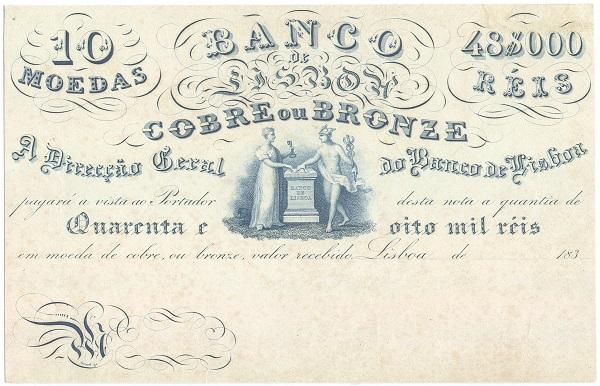 10 MOEDAS
BANCO
de
LISBOA
48$000
RÉIS
COBRE ou BRONZE
A Direcção Geral do Banco de Lisboa
BANCO
DE
LISBOA
pagará à vista ao Portador desta nota a quantia de
Quarenta e oito mil réis
em moeda de cobre, ou bronze, valor recebido. Lisboa de 183